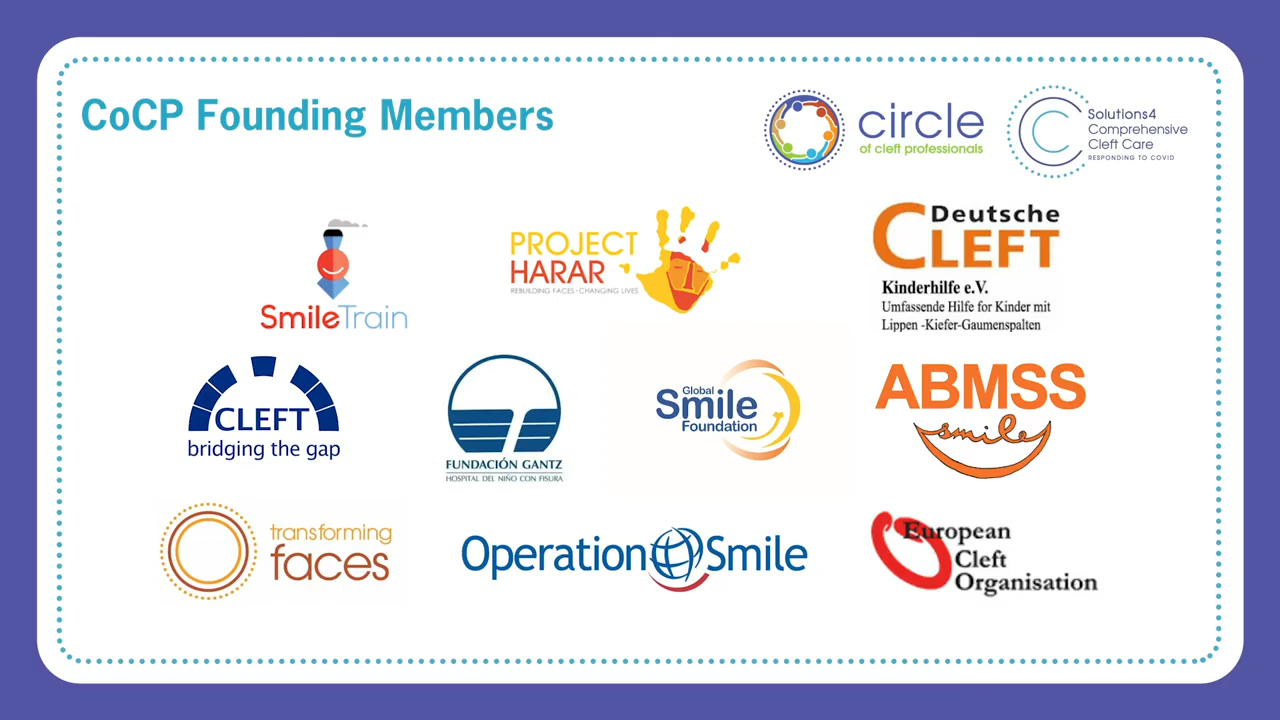 CoCP Founding Members
circle
of cleft professionals
Solutions4
Comprehensive
Cleft Care
RESPONDING TO COVID
SmileTrain
PROJECT
HARAR
REBUILDING FACES - CHANGING LIVES
Deutsche
CLEFT
Kinderhilfe e.V.
Umfassende Hilfe for Kinder mit
Lippen -Kiefer-Gaumenspalten
CLEFT
bridging the gap
FUNDACIÓN GANTZ
HOSPITAL DEL NIÑO CON FISURA
Global
Smile
Foundation
ABMSS
smile
transforming
faces
Operation Smile
European
Cleft
Organisation